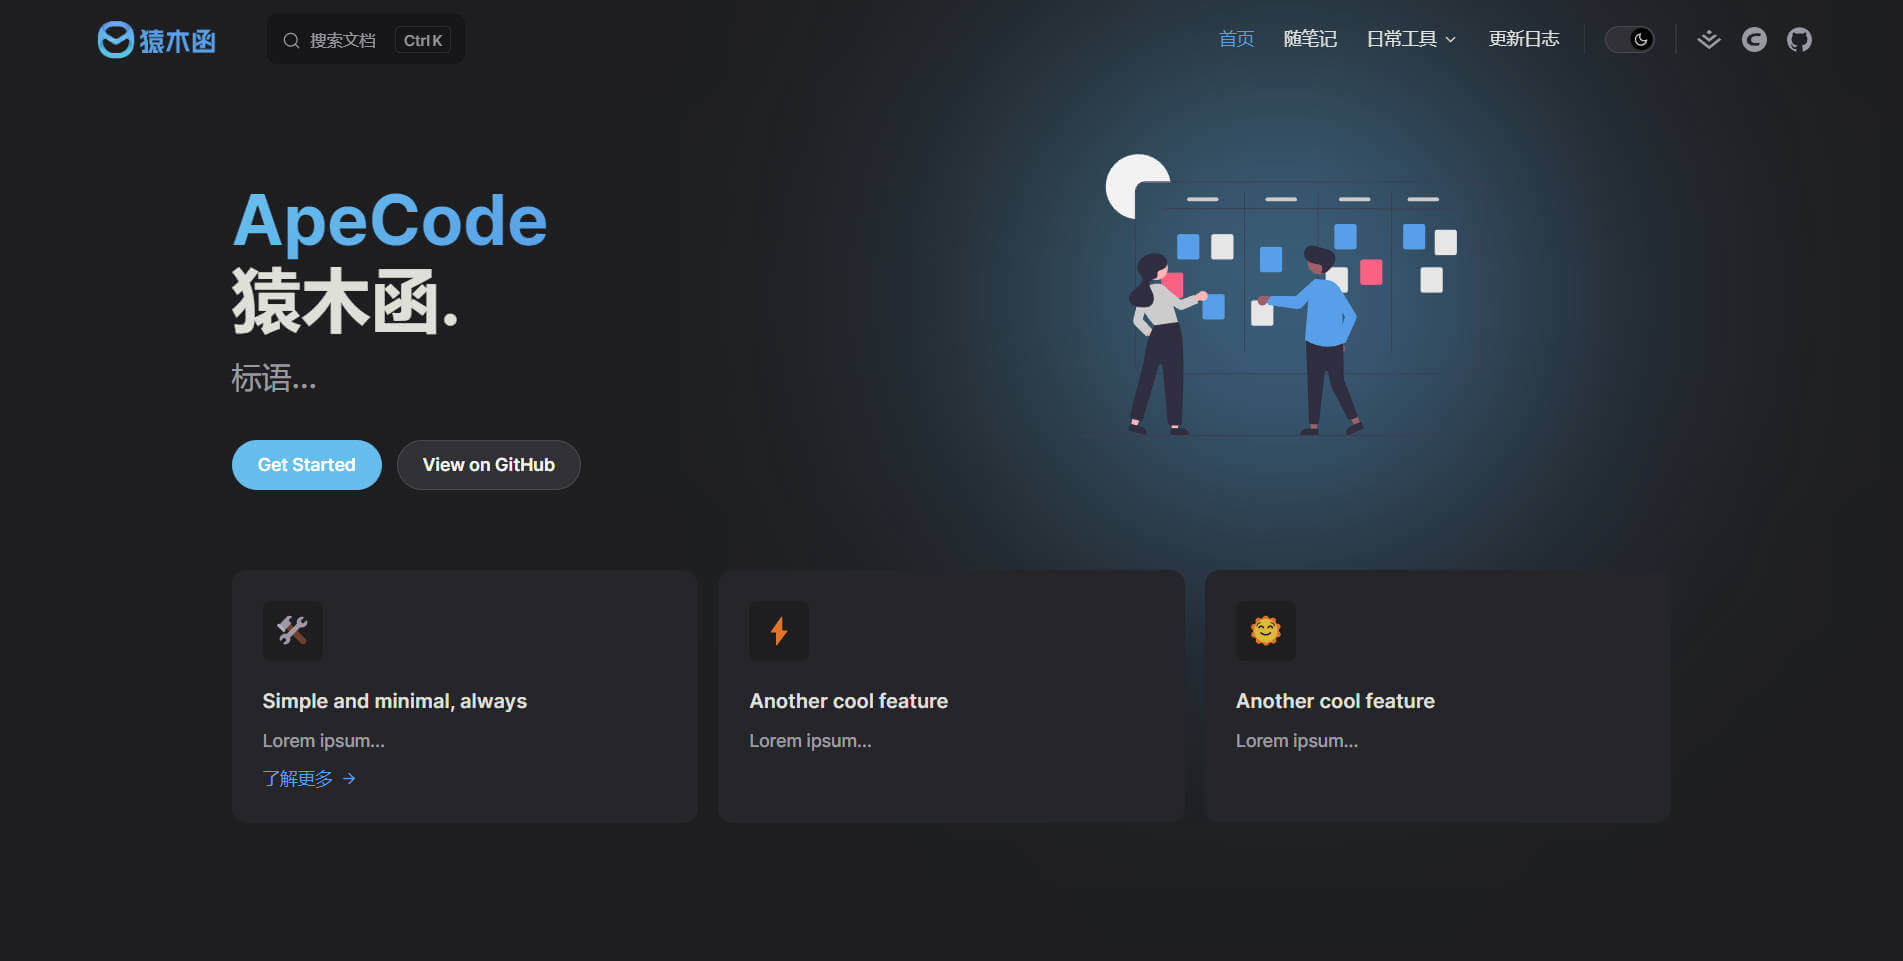 猿木函
搜索文档 Ctrl K
首页 随笔记 日常工具 更新日志
ApeCode
猿木函.
标语...
Get Started View on GitHub
Simple and minimal, always
Lorem ipsum...
了解更多
Another cool feature
Lorem ipsum...
Another cool feature
Lorem ipsum...